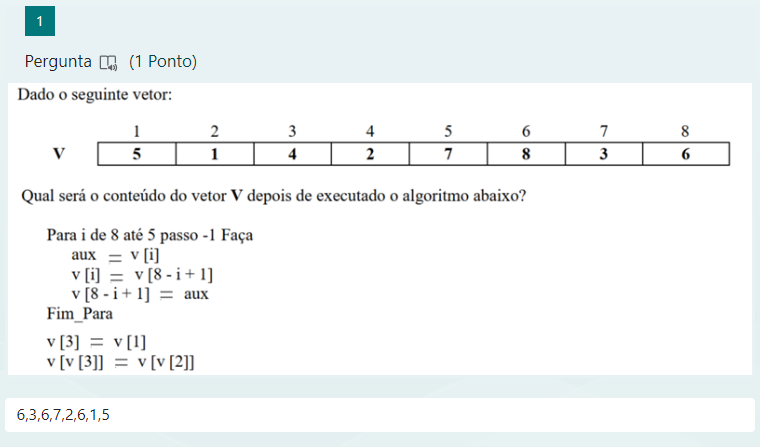 1
Pergunta (1 Ponto)
Dado o seguinte vetor:
1 2 3 4 5 6 7 8
V 5 1 4 2 7 8 3 6
Qual será o conteúdo do vetor V depois de executado o algoritmo abaixo?
Para i de 8 até 5 passo -1 Faça
aux = v [i]
v [i] = v [8 - i + 1]
v [8 - i + 1] = aux
Fim_Para
v [3] = v [1]
v [v [3]] = v [v [2]]
6,3,6,7,2,6,1,5